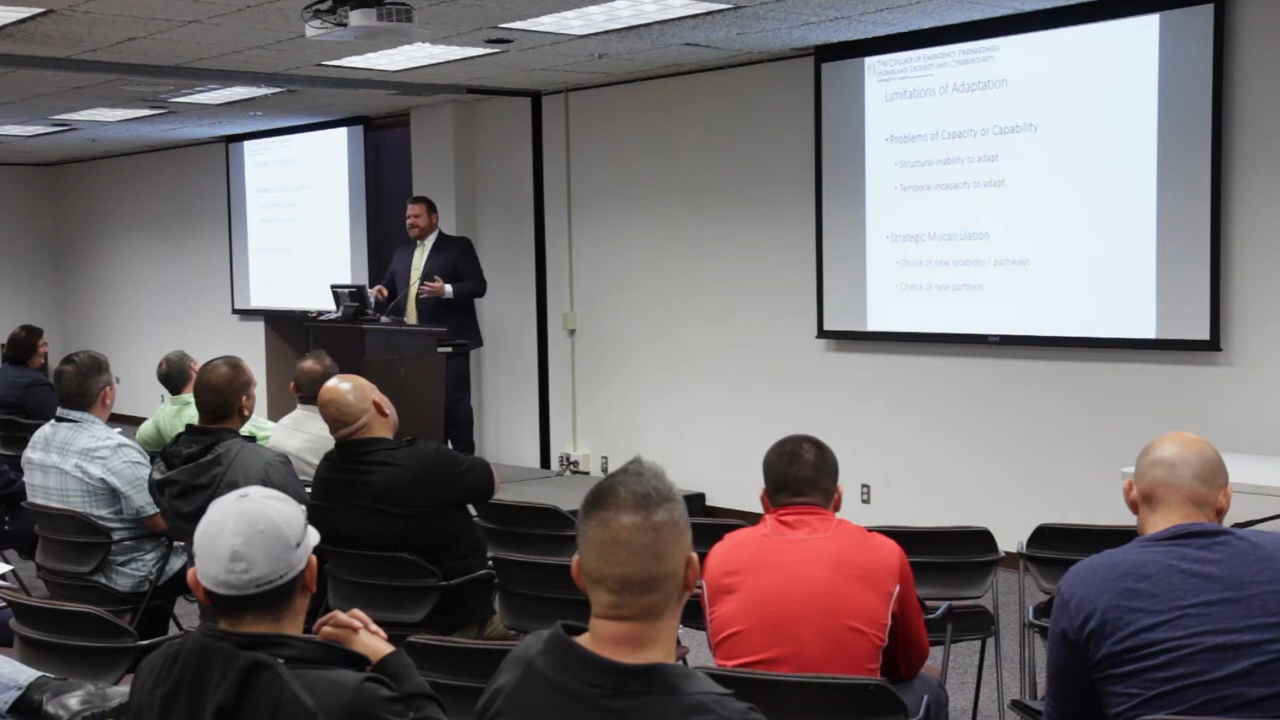 THE COLLEGE OF EMERGENCY PREPAREDNESS
HOMELAND SECURITY AND CYBERSECURITY
Limitations of Adaptation
• Problems of Capacity or Capability
• Structural inability to adapt
• Temporal incapacity to adapt
• Strategic Miscalculation
• Choice of new locations / pathways
• Choice of new partners